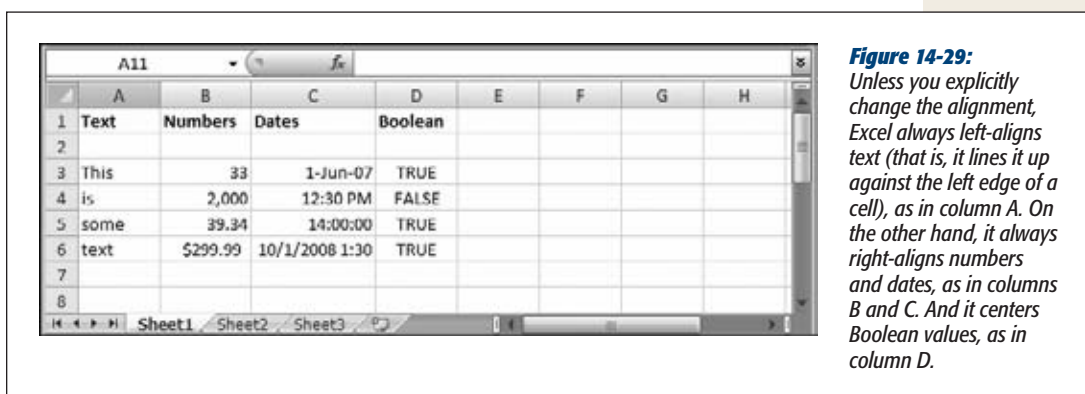 A11
fx
A B C D E F G H
1 Text Numbers Dates Boolean
2
3 This 33 1-Jun-07 TRUE
4 is 2,000 12:30 PM FALSE
5 some 39.34 14:00:00 TRUE
6 text $299.99 10/1/2008 1:30 TRUE
7
8
Sheet1 Sheet2 Sheet3
Figure 14-29:
Unless you explicitly
change the alignment,
Excel always left-aligns
text (that is, it lines it up
against the left edge of a
cell), as in column A. On
the other hand, it always
right-aligns numbers
and dates, as in columns
B and C. And it centers
Boolean values, as in
column D.